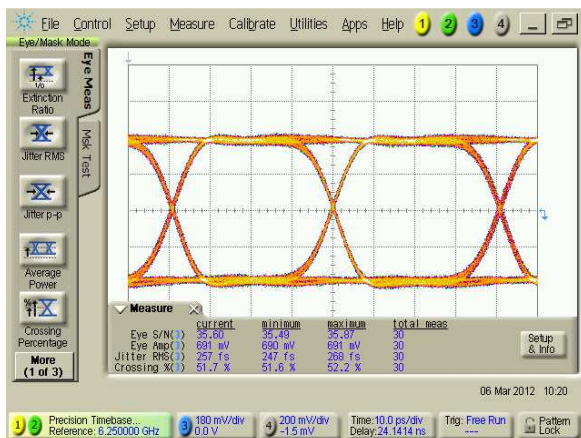 File Control Setup Measure Calibrate Utilities Apps Help 1 2 3 4
Eye/Mask Mode
Eye Meas
Msk Test
Extinction
Ratio
Jitter RMS
Jitter p-p
Average
Power
Crossing
Percentage
More
(1 of 3)
Measure
current minimum maximum total meas
Eye S/N(3) 35.60 35.49 35.87 30
Eye Amp(3) 691 mV 690 mV 691 mV 30
Jitter RMS(3) 257 fs 247 fs 268 fs 30
Crossing %(3) 51.7 % 51.6 % 52.2 % 30
Setup
& Info
06 Mar 2012 10:20
1 2 Precision Timebase...
Reference: 6.250000 GHz
3 180 mV/div
0.0 V
4 200 mV/div
-1.5 mV
Time:10.0 ps/div
Delay:24.1414 ns
Trig: Free Run
---
Pattern
Lock